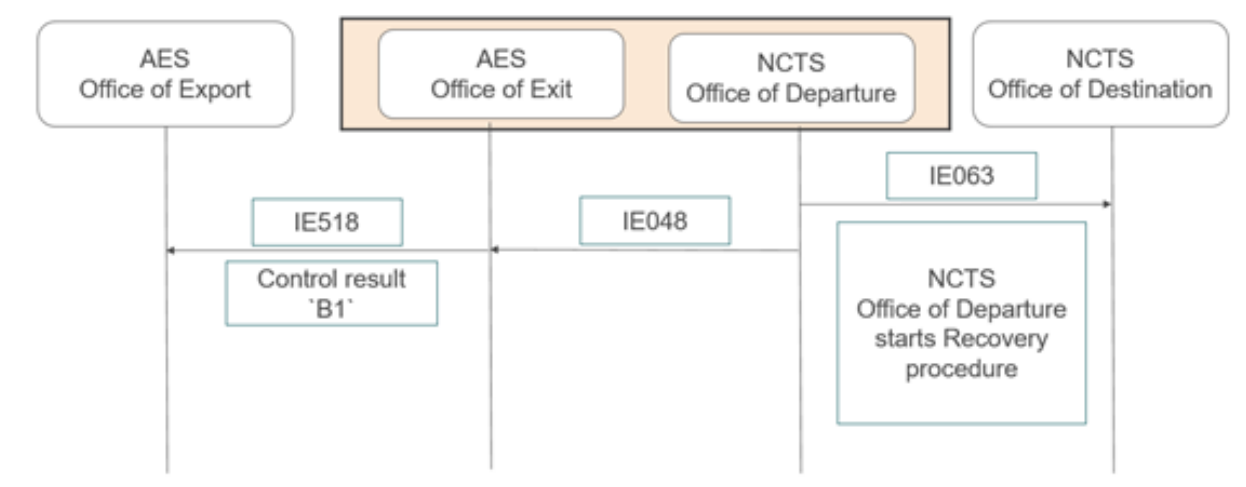 AES
Office of Export
AES
Office of Exit
NCTS
Office of Departure
NCTS
Office of Destination
IE063
IE518
IE048
Control result
`B1`
NCTS
Office of Departure
starts Recovery
procedure